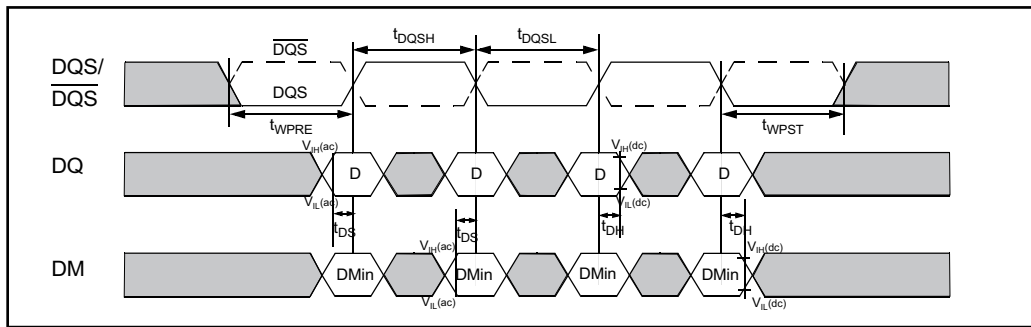 DQS/
DQS
DQS
DQS
tDQSH
tDQSL
tWPRE
tWPST
DQ
VIH(ac)
VIL(ac)
D
D
D
D
VIH(dc)
VIL(dc)
tDS
tDS
tDH
tDH
DM
VIH(ac)
VIL(ac)
DMin
DMin
DMin
DMin
VIH(dc)
VIL(dc)